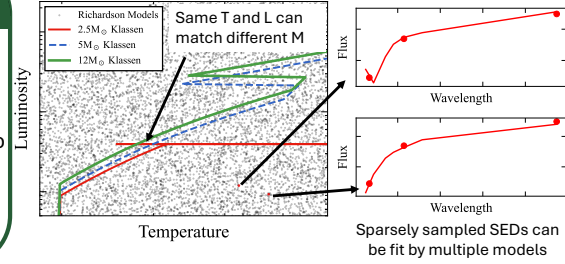 Richardson Models
2.5M☉ Klassen
5M☉ Klassen
12M☉ Klassen
Same T and L can
match different M
Luminosity
Temperature
Flux
Wavelength
Flux
Wavelength
Sparsely sampled SEDs can
be fit by multiple models